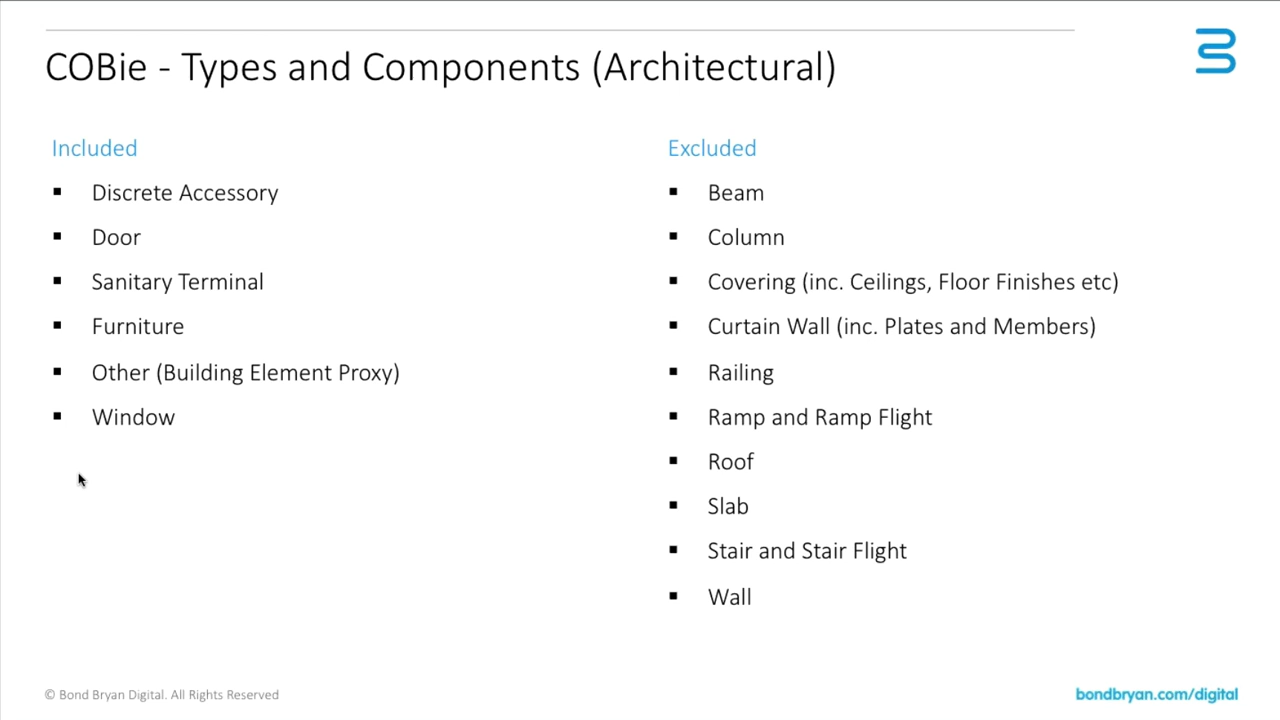 COBie - Types and Components (Architectural)
Included
Discrete Accessory
Door
Sanitary Terminal
Furniture
Other (Building Element Proxy)
Window
Excluded
Beam
Column
Covering (inc. Ceilings, Floor Finishes etc)
Curtain Wall (inc. Plates and Members)
Railing
Ramp and Ramp Flight
Roof
Slab
Stair and Stair Flight
Wall
© Bond Bryan Digital. All Rights Reserved
bondbryan.com/digital